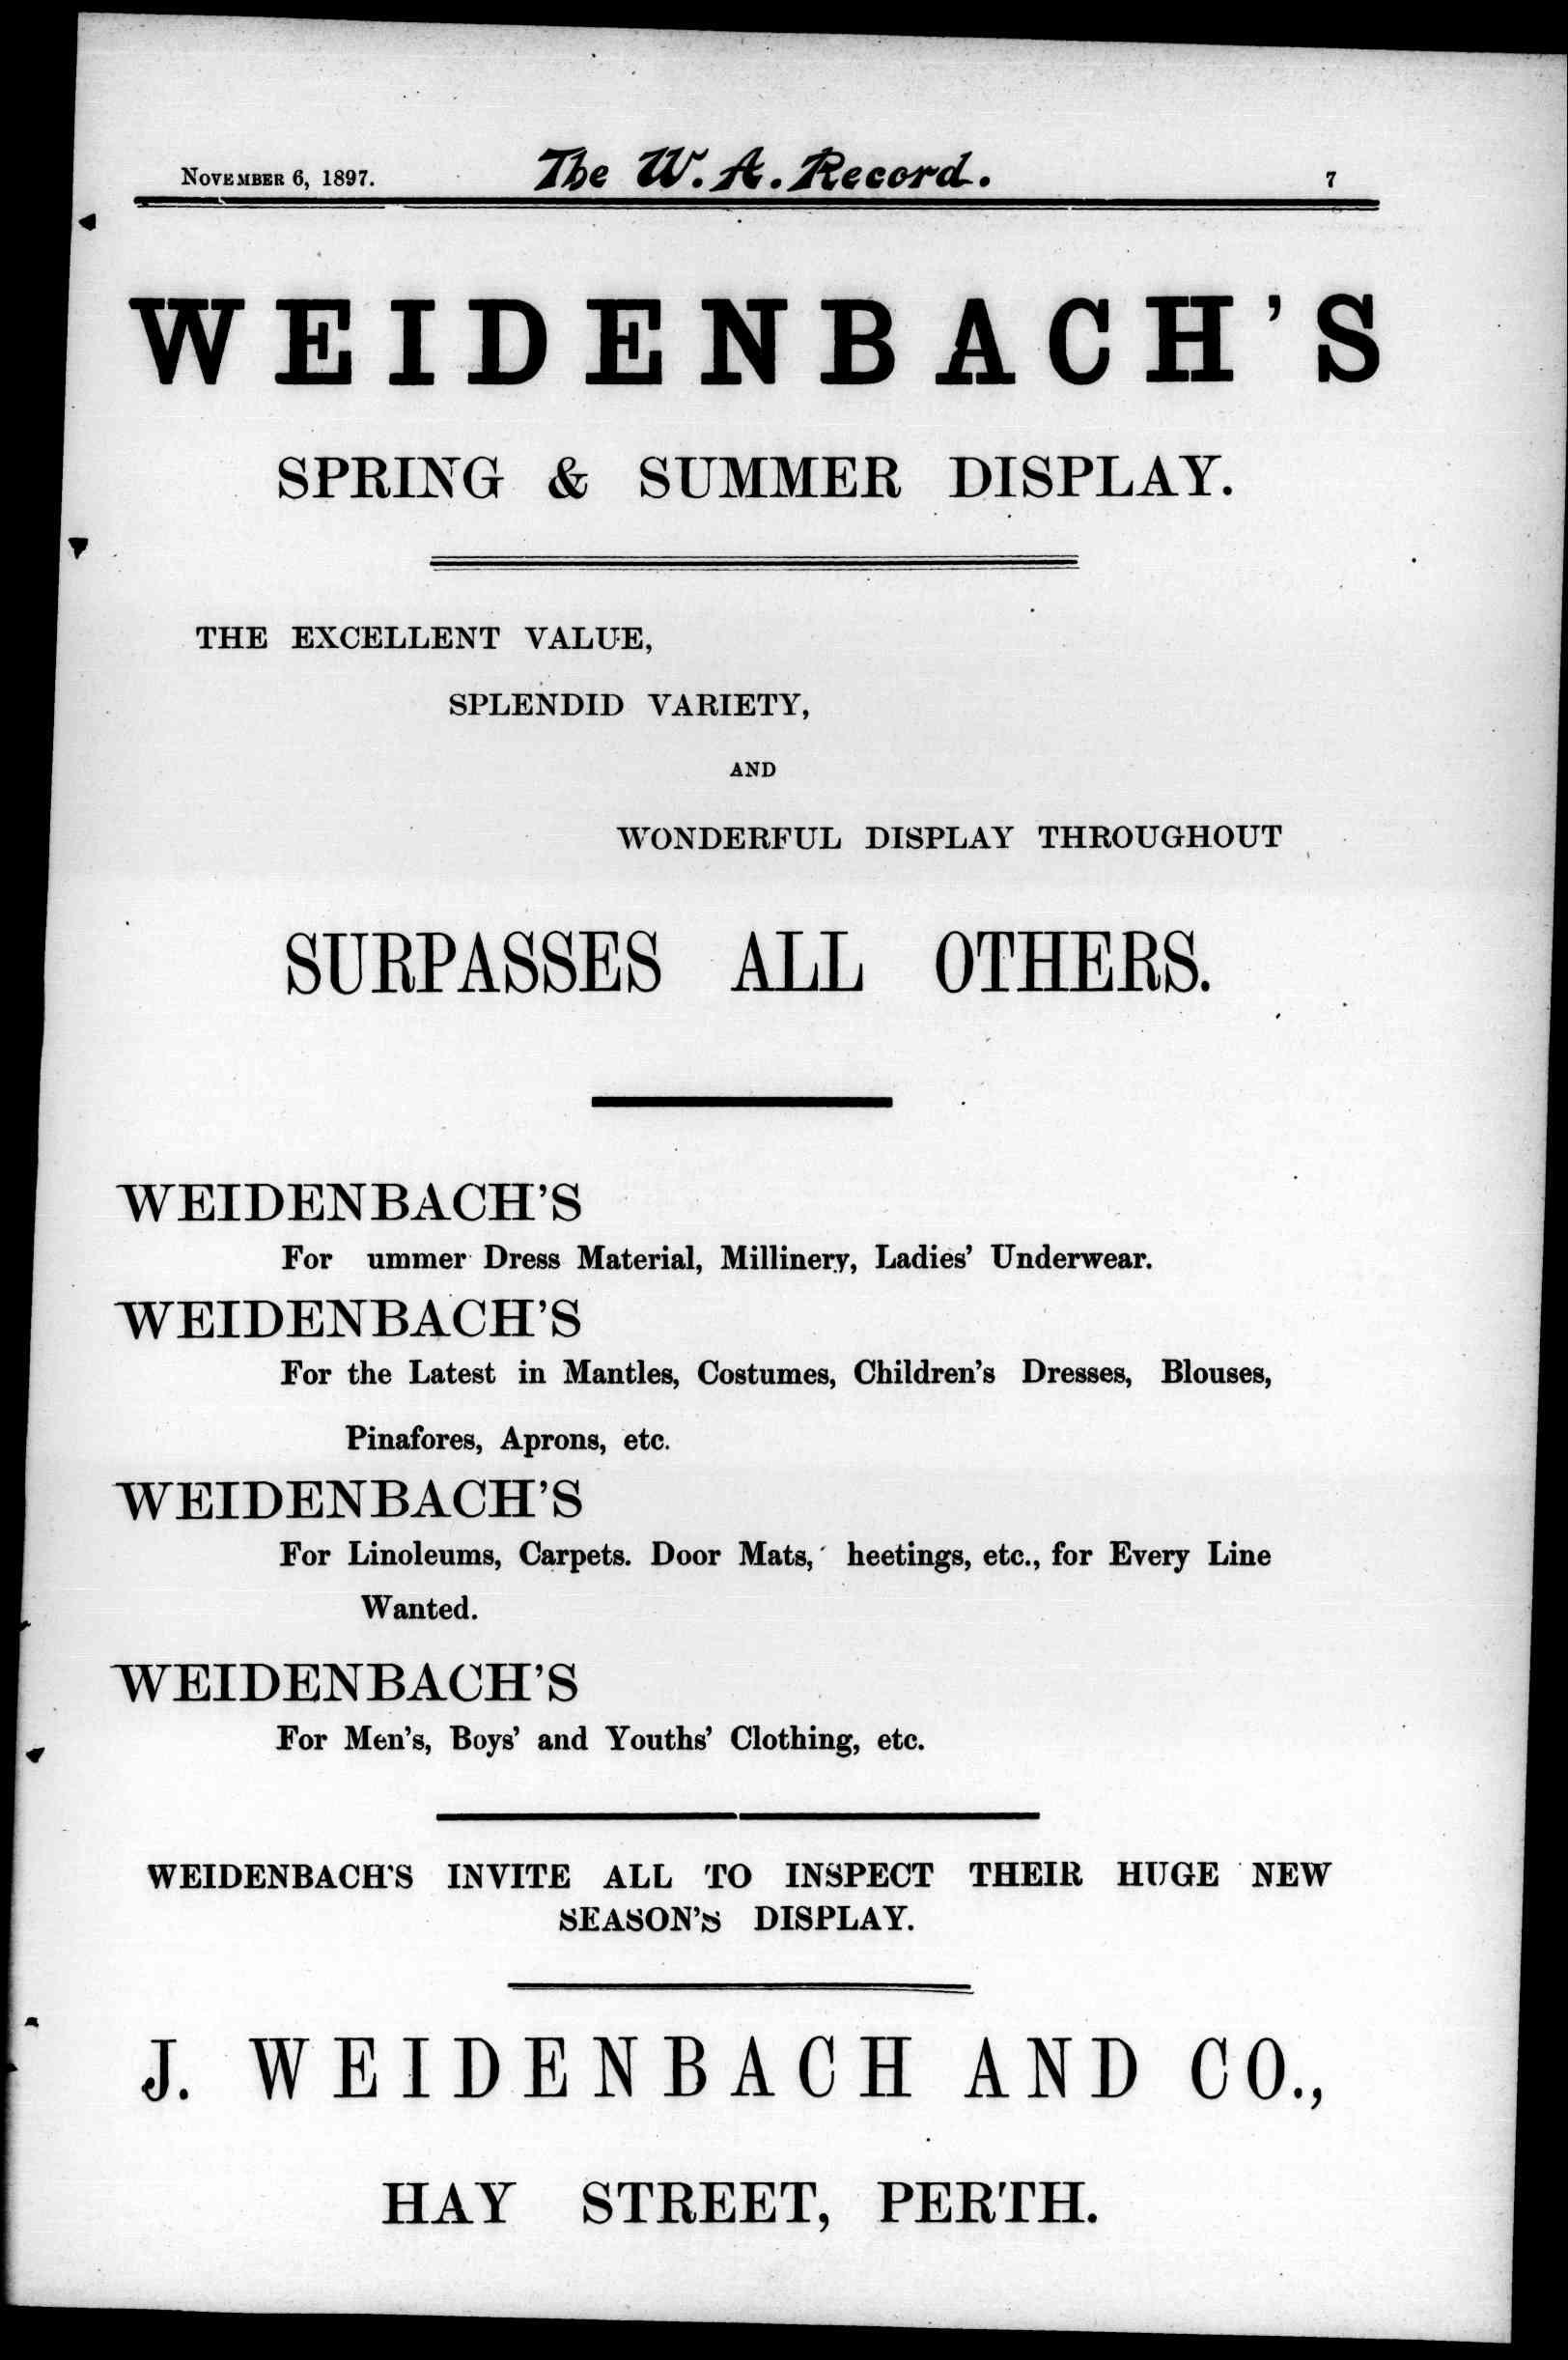 NOVEMBER 6, 1897. The W. A. Record. 7
WEIDENBACH'S
SPRING & SUMMER DISPLAY.
THE EXCELLENT VALUE,
SPLENDID VARIETY,
AND
WONDERFUL DISPLAY THROUGHOUT
SURPASSES ALL OTHERS.
WEIDENBACH'S
For ummer Dress Material, Millinery, Ladies' Underwear.
WEIDENBACH'S
For the Latest in Mantles, Costumes, Children's Dresses, Blouses,
Pinafores, Aprons, etc.
WEIDENBACH'S
For Linoleums, Carpets. Door Mats, heetings, etc., for Every Line
Wanted.
WEIDENBACH'S
For Men's, Boys' and Youths' Clothing, etc.
WEIDENBACH'S INVITE ALL TO INSPECT THEIR HUGE NEW
SEASON'S DISPLAY.
J. WEIDENBACH AND CO.,
HAY STREET, PERTH.